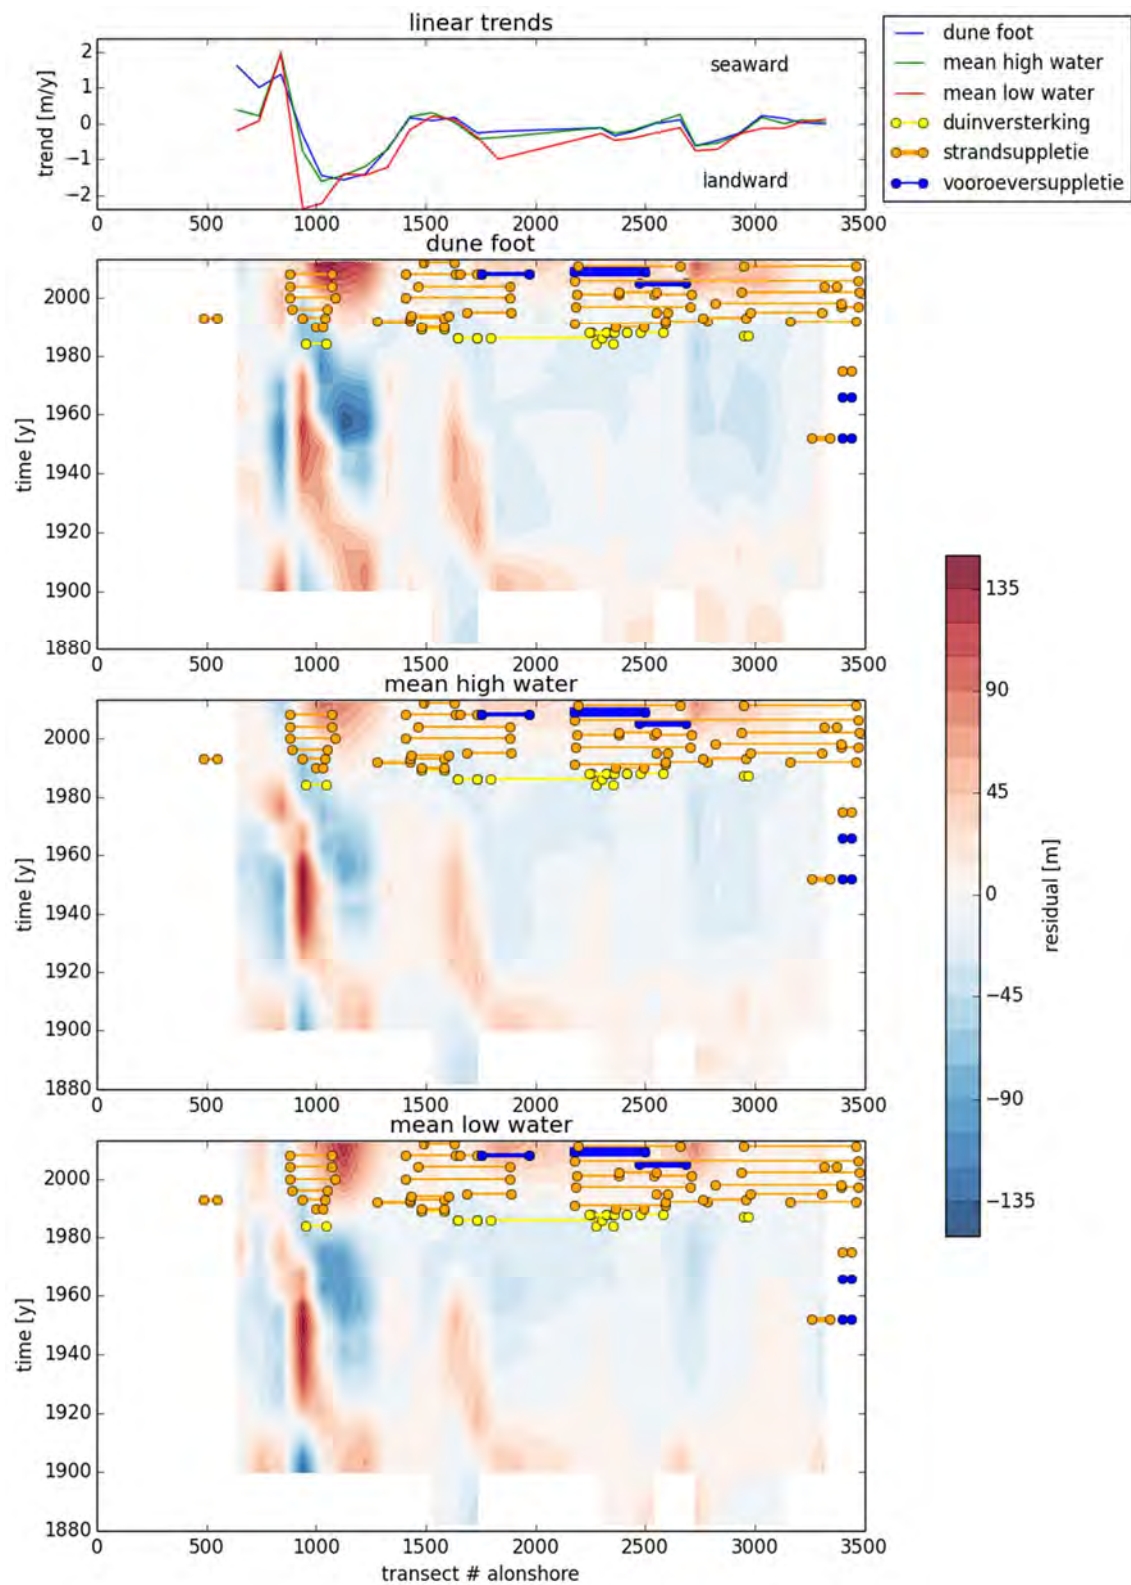 linear trends
trend [m/y]
2
1
0
−1
−2
seaward
landward
0 500 1000 1500 2000 2500 3000 3500
dune foot
mean high water
mean low water
duinversterking
strandsuppletie
vooroeversuppletie
dune foot
time [y]
2000
1980
1960
1940
1920
1900
1880
0 500 1000 1500 2000 2500 3000 3500
mean high water
time [y]
2000
1980
1960
1940
1920
1900
1880
0 500 1000 1500 2000 2500 3000 3500
mean low water
time [y]
2000
1980
1960
1940
1920
1900
1880
0 500 1000 1500 2000 2500 3000 3500
transect # alonshore
135
90
45
0
−45
−90
−135
residual [m]